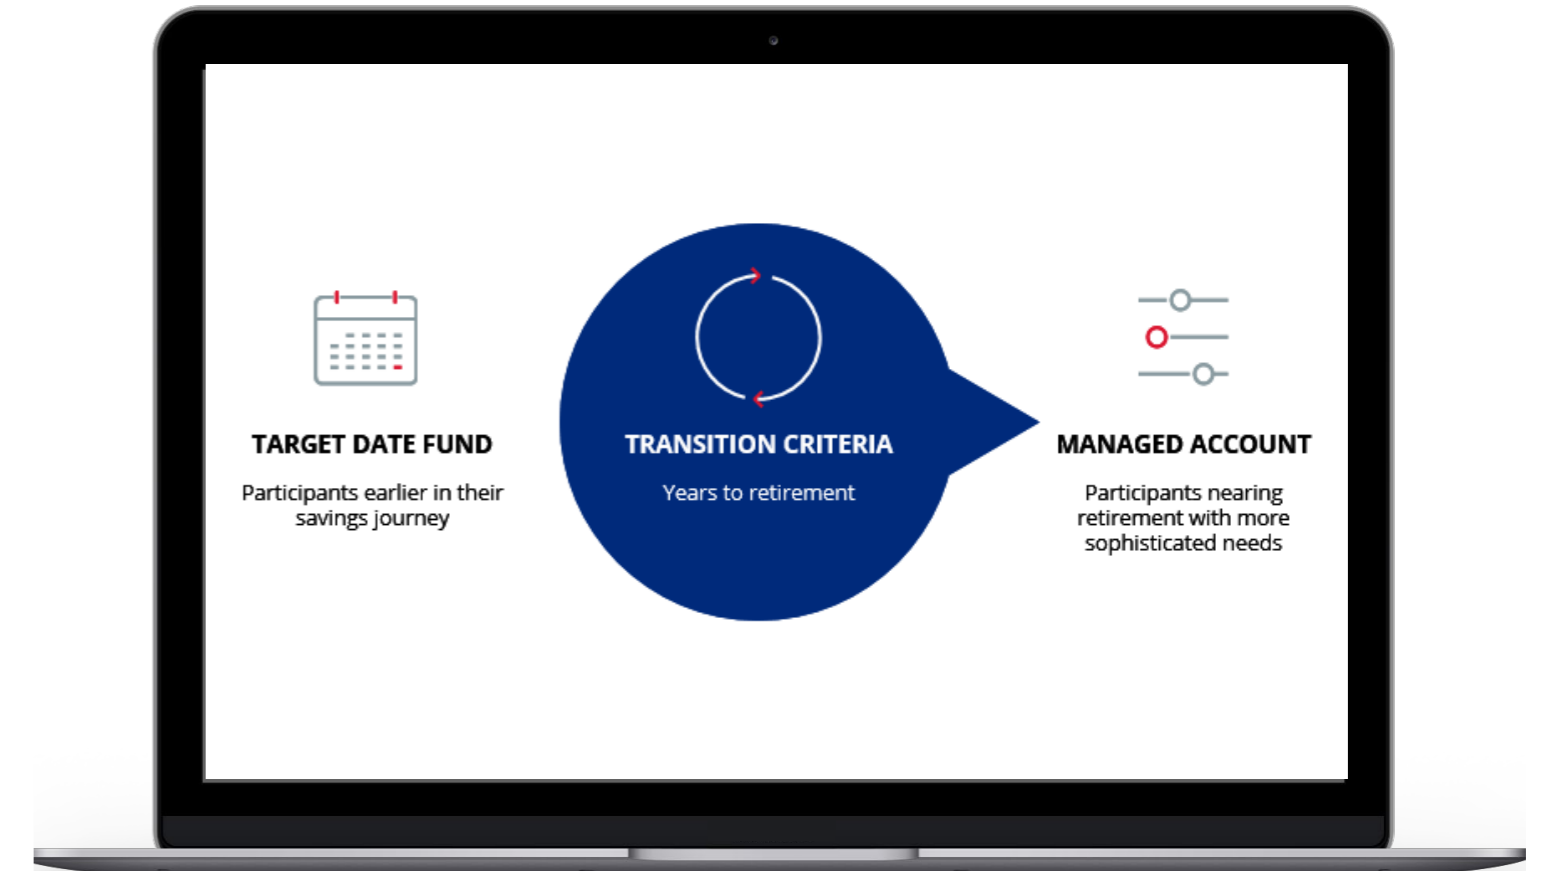 TARGET DATE FUND
Participants earlier in their
savings journey
TRANSITION CRITERIA
Years to retirement
MANAGED ACCOUNT
Participants nearing
retirement with more
sophisticated needs